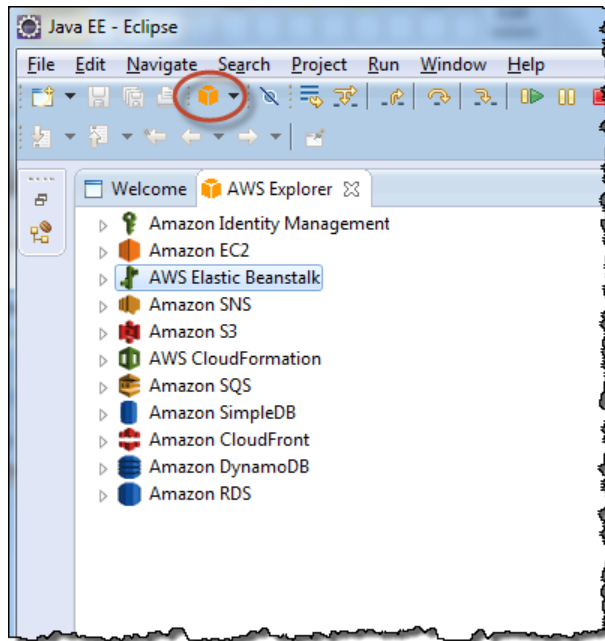 Java EE - Eclipse
File Edit Navigate Search Project Run Window Help
Welcome AWS Explorer
Amazon Identity Management
Amazon EC2
AWS Elastic Beanstalk
Amazon SNS
Amazon S3
AWS CloudFormation
Amazon SQS
Amazon SimpleDB
Amazon CloudFront
Amazon DynamoDB
Amazon RDS